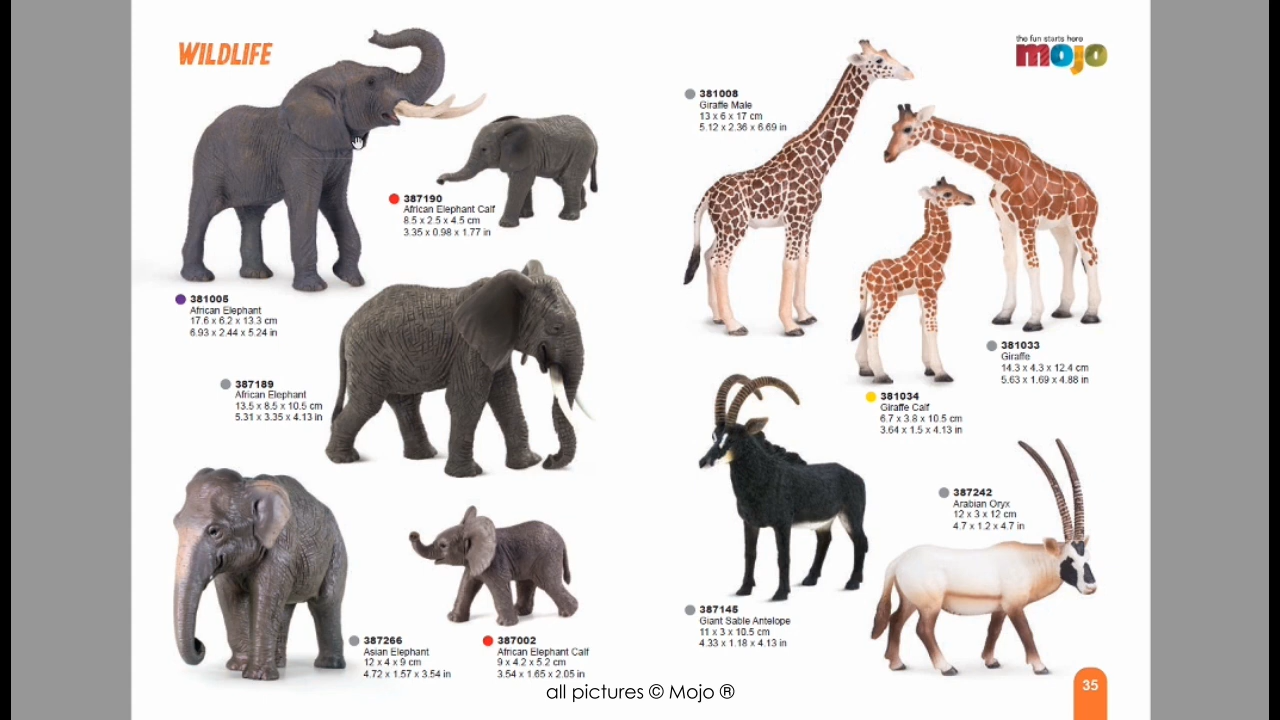 WILDLIFE
the fun starts here
mojo
381008
Giraffe Male
13 x 6 x 17 cm
5.12 x 2.36 x 6.69 in
387190
African Elephant Calf
8.5 x 2.5 x 4.5 cm
3.35 x 0.98 x 1.77 in
381005
African Elephant
17.6 x 6.2 x 13.3 cm
6.93 x 2.44 x 5.24 in
381033
Giraffe
14.3 x 4.3 x 12.4 cm
5.63 x 1.69 x 4.88 in
387189
African Elephant
13.5 x 8.5 x 10.5 cm
5.31 x 3.35 x 4.13 in
381034
Giraffe Calf
6.7 x 3.8 x 10.5 cm
3.64 x 1.5 x 4.13 in
387242
Arabian Oryx
12 x 3 x 12 cm
4.7 x 1.2 x 4.7 in
387145
Giant Sable Antelope
11 x 3 x 10.5 cm
4.33 x 1.18 x 4.13 in
387266
Asian Elephant
12 x 4 x 9 cm
4.72 x 1.57 x 3.54 in
387002
African Elephant Calf
9 x 4.2 x 5.2 cm
3.54 x 1.65 x 2.05 in
35
all pictures © Mojo ®